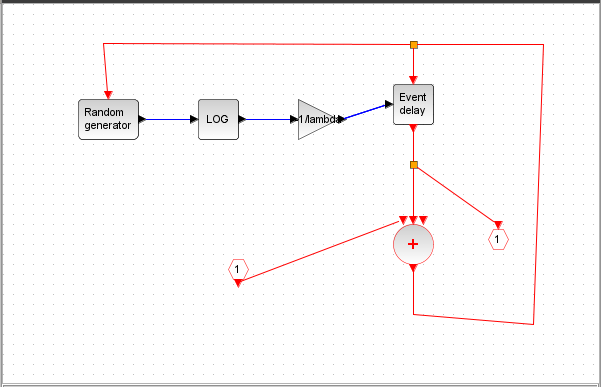 Random
generator
LOG
1/lambda
Event
delay
1
1
+